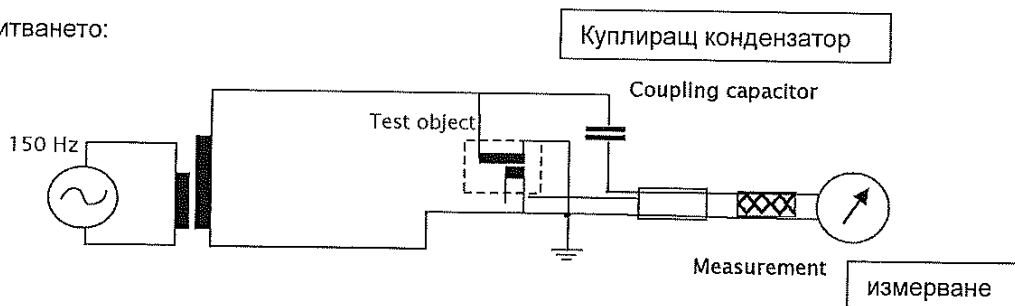 итването:
Куплиращ кондензатор
Coupling capacitor
Test object
150 Hz
Measurement
измерване